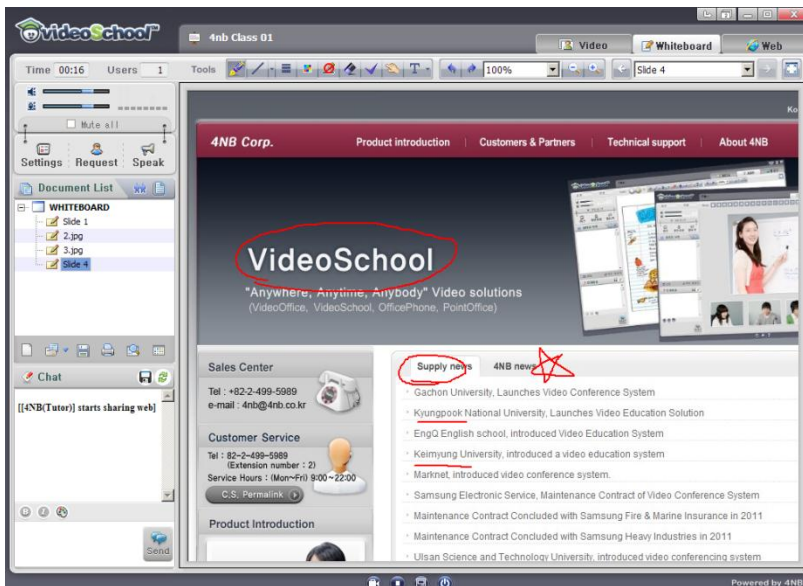 videoSchool
4nb Class 01
Video
Whiteboard
Web
Time 00:16 Users 1
Tools
100%
Slide 4
Mute all
Settings Request Speak
Document List
WHITEBOARD
Slide 1
2.jpg
3.jpg
Slide 4
Chat
[[4NB(Tutor)] starts sharing web]
Send
Ko
4NB Corp.
Product introduction
Customers & Partners
Technical support
About 4NB
VideoSchool
"Anywhere, Anytime, Anybody" Video solutions
(VideoOffice, VideoSchool, OfficePhone, PointOffice)
Sales Center
Tel : +82-2-499-5989
e-mail : 4nb@4nb.co.kr
Customer Service
Tel : 82-2-499-5989
(Extension number : 2)
Service Hours : (Mon~Fri) 9:00~22:00
C.S. Permalink
Product Introduction
Supply news
4NB news
Gachon University, Launches Video Conference System
Kyungpook National University, Launches Video Education Solution
EngQ English school, introduced Video Education System
Keimyung University, introduced a video education system
Marknet, introduced video conference system.
Samsung Electronic Service, Maintenance Contract of Video Conference System
Maintenance Contract Concluded with Samsung Fire & Marine Insurance in 2011
Maintenance Contract Concluded with Samsung Heavy Industries in 2011
Ulsan Science and Technology University, introduced video conferencing system
Powered by 4NB